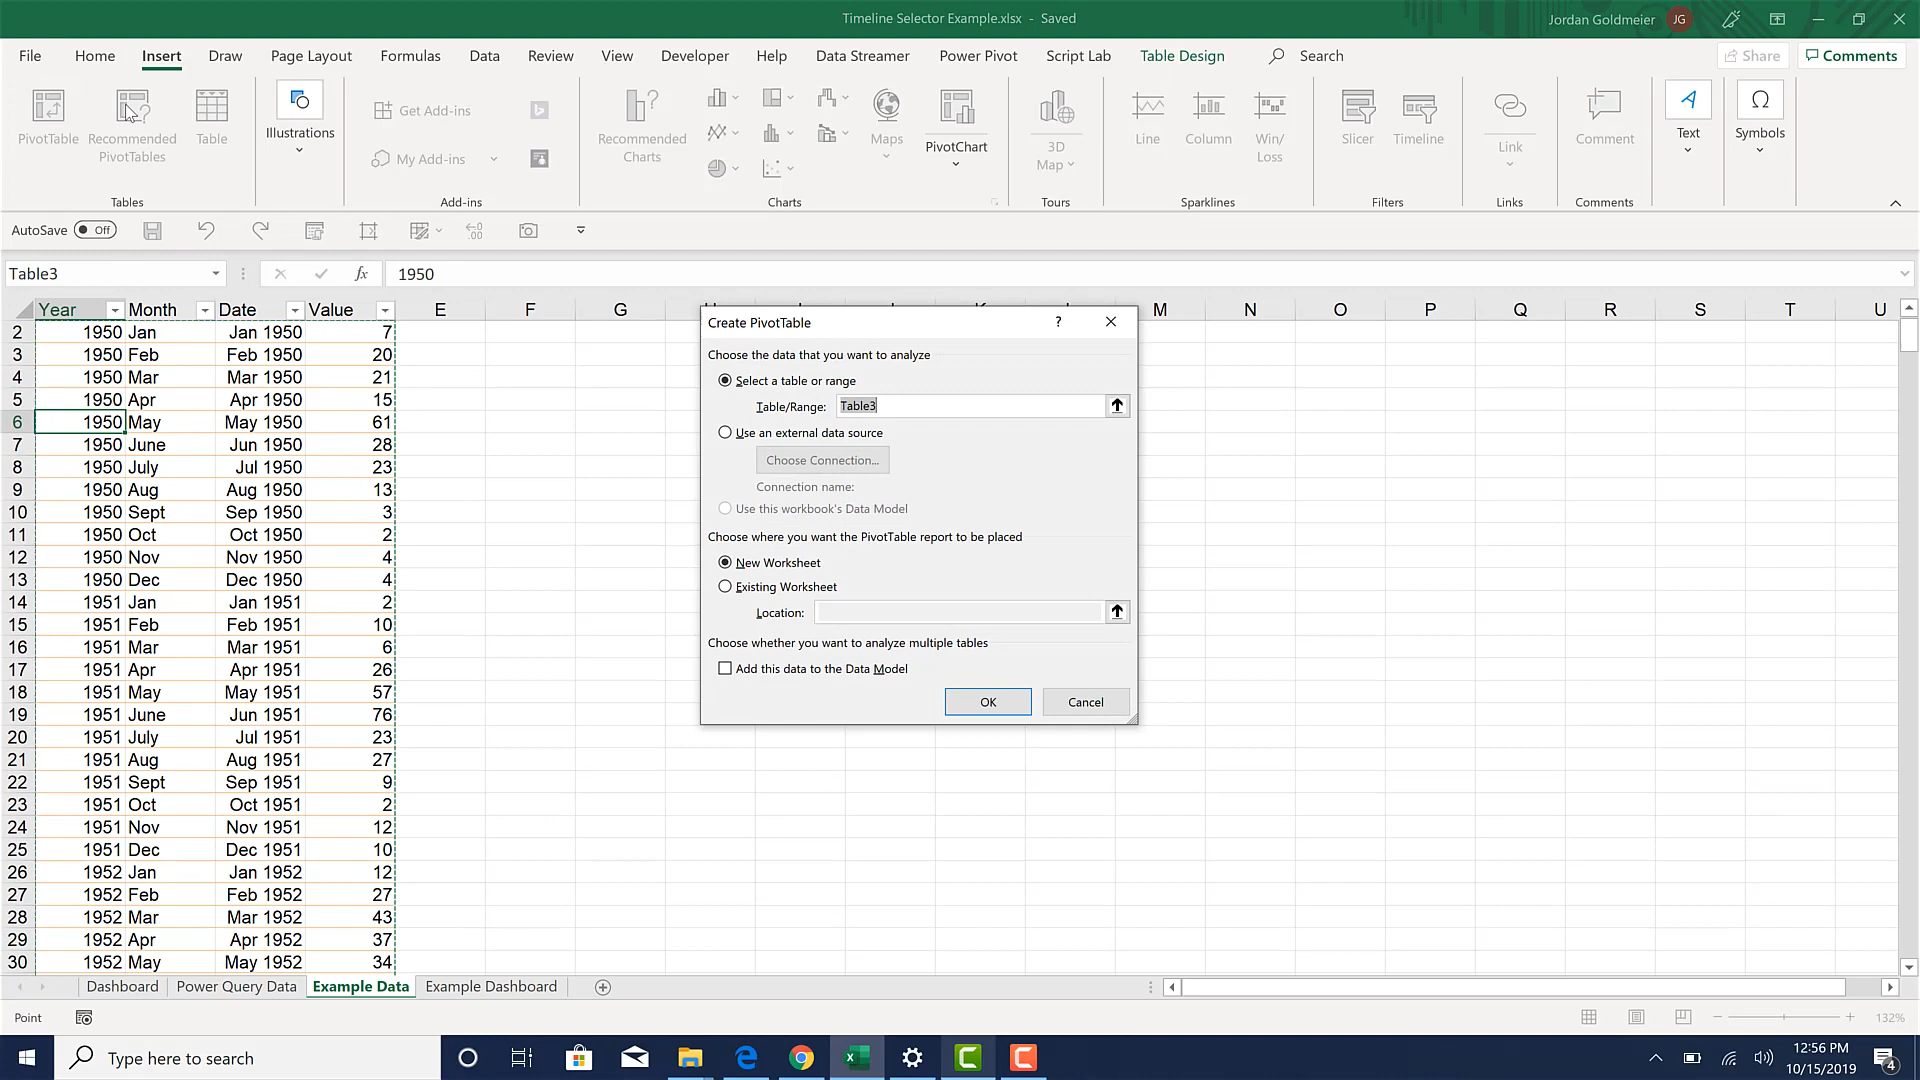 Timeline Selector Example.xlsx - Saved
Jordan Goldmeier JG
File Home Insert Draw Page Layout Formulas Data Review View Developer Help Data Streamer Power Pivot Script Lab Table Design Search Share Comments
PivotTable
Recommended
PivotTables
Table
Tables
Illustrations
Get Add-ins
My Add-ins
Add-ins
Recommended
Charts
Maps
PivotChart
Charts
3D
Map
Tours
Line
Column
Win/
Loss
Sparklines
Slicer
Timeline
Filters
Link
Links
Comment
Comments
Text
Symbols
AutoSave Off
Table3
fx
1950
Year Month Date Value E F G M N O P Q R S T U
2 1950 Jan Jan 1950 7
3 1950 Feb Feb 1950 20
4 1950 Mar Mar 1950 21
5 1950 Apr Apr 1950 15
6 1950 May May 1950 61
7 1950 June Jun 1950 28
8 1950 July Jul 1950 23
9 1950 Aug Aug 1950 13
10 1950 Sept Sep 1950 3
11 1950 Oct Oct 1950 2
12 1950 Nov Nov 1950 4
13 1950 Dec Dec 1950 4
14 1951 Jan Jan 1951 2
15 1951 Feb Feb 1951 10
16 1951 Mar Mar 1951 6
17 1951 Apr Apr 1951 26
18 1951 May May 1951 57
19 1951 June Jun 1951 76
20 1951 July Jul 1951 23
21 1951 Aug Aug 1951 27
22 1951 Sept Sep 1951 9
23 1951 Oct Oct 1951 2
24 1951 Nov Nov 1951 12
25 1951 Dec Dec 1951 10
26 1952 Jan Jan 1952 12
27 1952 Feb Feb 1952 27
28 1952 Mar Mar 1952 43
29 1952 Apr Apr 1952 37
30 1952 May May 1952 34
Create PivotTable ?
Choose the data that you want to analyze
Select a table or range
Table/Range: Table3
Use an external data source
Choose Connection...
Connection name:
Use this workbook's Data Model
Choose where you want the PivotTable report to be placed
New Worksheet
Existing Worksheet
Location:
Choose whether you want to analyze multiple tables
Add this data to the Data Model
OK Cancel
Dashboard Power Query Data Example Data Example Dashboard
Point
132%
Type here to search
12:56 PM
10/15/2019
4